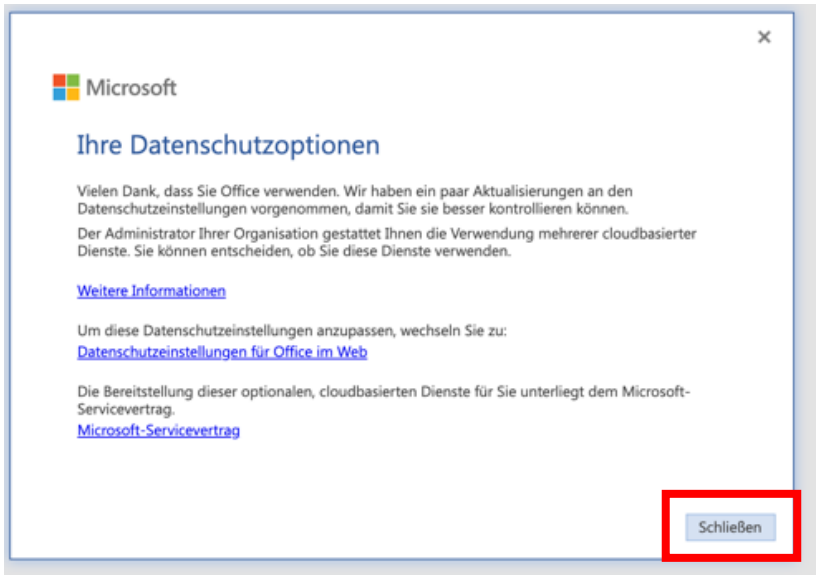 Microsoft
Ihre Datenschutzoptionen
Vielen Dank, dass Sie Office verwenden. Wir haben ein paar Aktualisierungen an den
Datenschutzeinstellungen vorgenommen, damit Sie sie besser kontrollieren können.
Der Administrator Ihrer Organisation gestattet Ihnen die Verwendung mehrerer cloudbasierter
Dienste. Sie können entscheiden, ob Sie diese Dienste verwenden.
Weitere Informationen
Um diese Datenschutzeinstellungen anzupassen, wechseln Sie zu:
Datenschutzeinstellungen für Office im Web
Die Bereitstellung dieser optionalen, cloudbasierten Dienste für Sie unterliegt dem Microsoft-
Servicevertrag.
Microsoft-Servicevertrag
Schließen